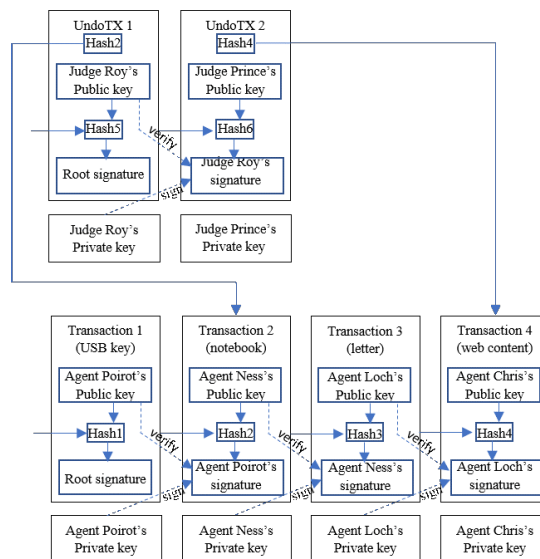 UndoTX 1
Hash2
Judge Roy's
Public key
Hash5
Root signature
Judge Roy's
Private key
UndoTX 2
Hash4
Judge Prince's
Public key
verify
Hash6
Judge Roy's
signature
sign
Judge Prince's
Private key
Transaction 1
(USB key)
Agent Poirot's
Public key
Hash1
Root signature
Agent Poirot's
Private key
Transaction 2
(notebook)
Agent Ness's
Public key
verify
Hash2
Agent Poirot's
signature
sign
Agent Ness's
Private key
Transaction 3
(letter)
Agent Loch's
Public key
verify
Hash3
Agent Ness's
signature
sign
Agent Loch's
Private key
Transaction 4
(web content)
Agent Chris's
Public key
verify
Hash4
Agent Loch's
signature
sign
Agent Chris's
Private key